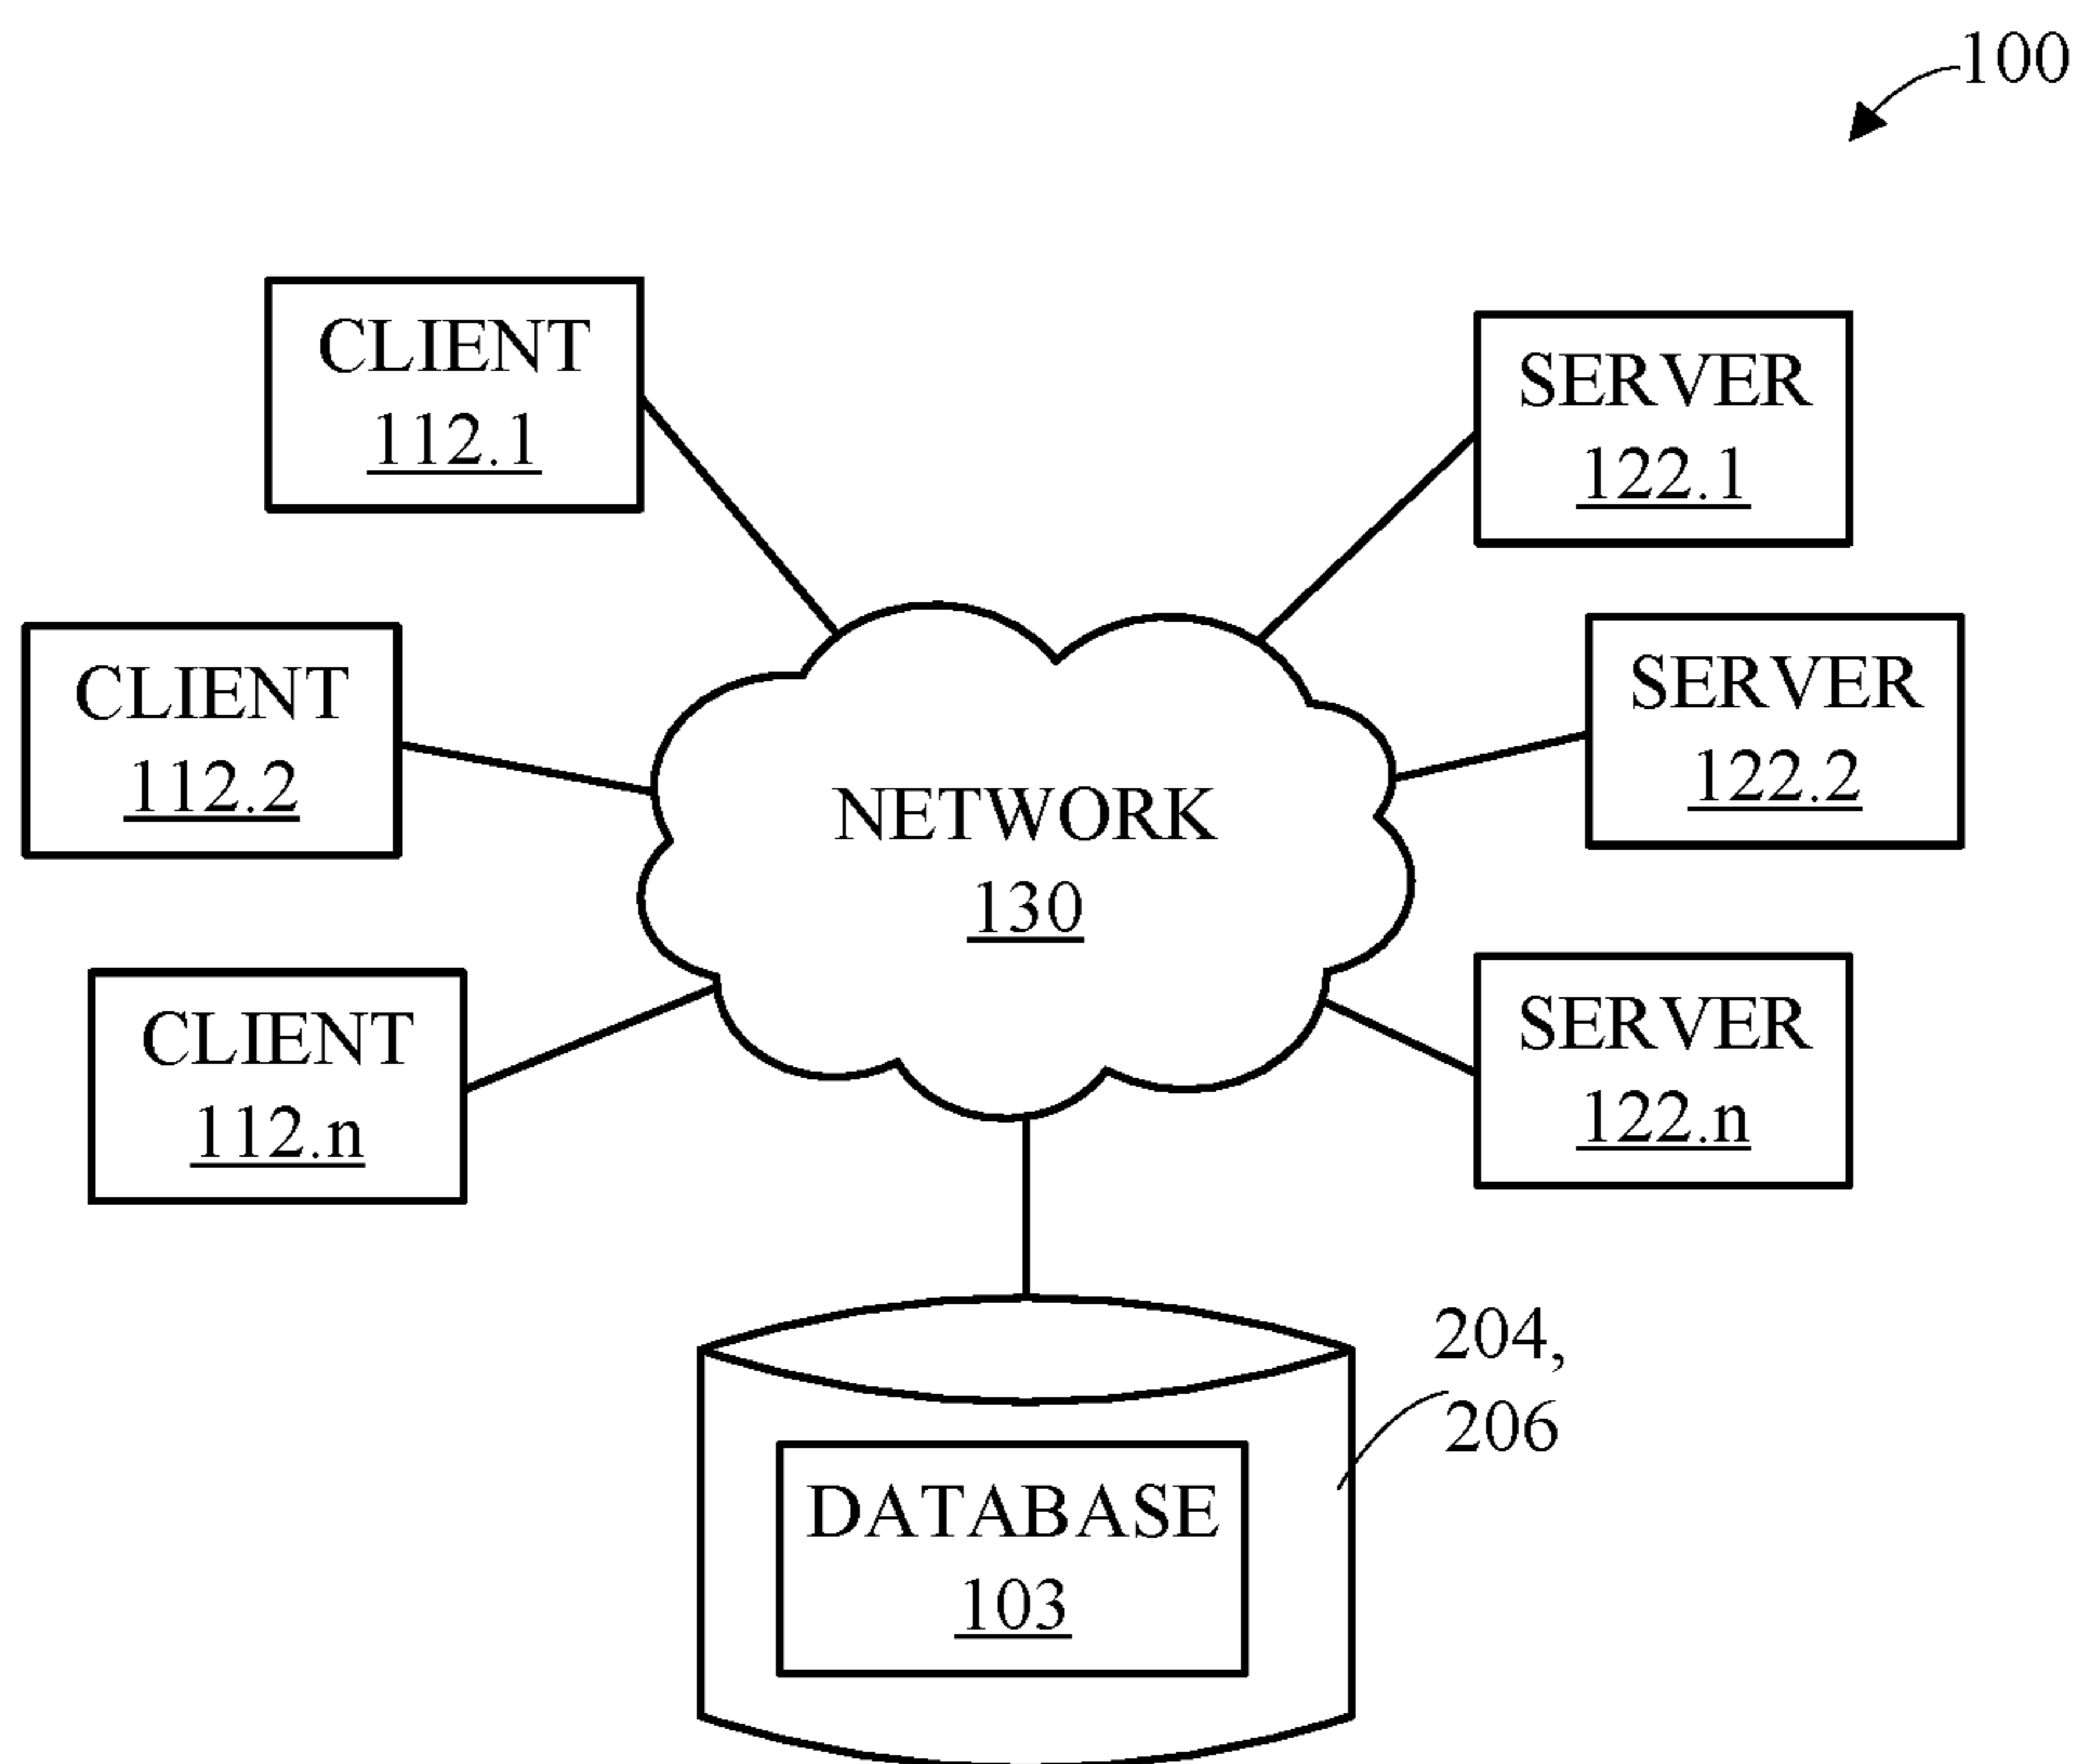 100
CLIENT
112.1
SERVER
122.1
CLIENT
112.2
SERVER
122.2
NETWORK
130
CLIENT
112.n
SERVER
122.n
204,
206
DATABASE
103